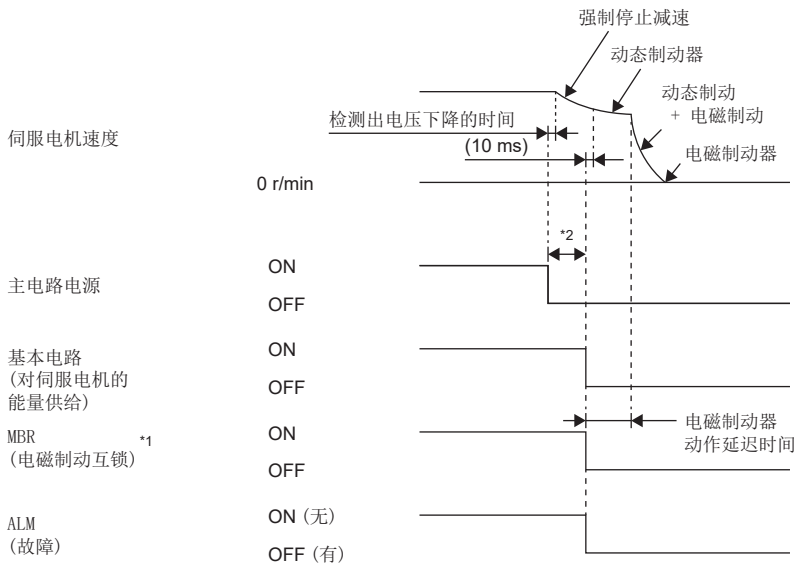 强制停止减速
动态制动器
动态制动
+ 电磁制动
检测出电压下降的时间
(10 ms)
电磁制动器
伺服电机速度
0 r/min
*2
主电路电源
ON
OFF
基本电路
(对伺服电机的
能量供给)
ON
OFF
电磁制动器
动作延迟时间
MBR
(电磁制动互锁)
*1
ON
OFF
ALM
(故障)
ON (无)
OFF (有)